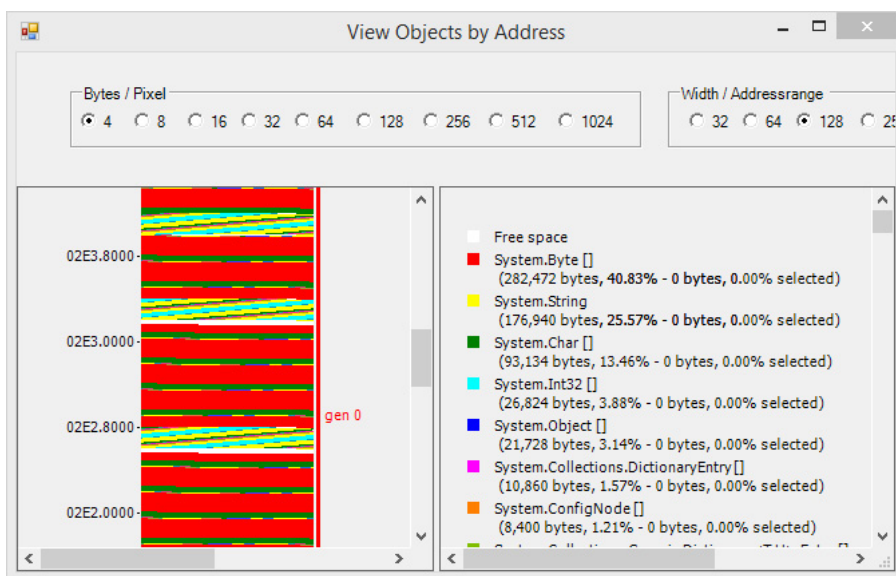 View Objects by Address
Bytes / Pixel
4 8 16 32 64 128 256 512 1024
Width / Addressrange
32 64 128
02E3.8000
02E3.0000
02E2.8000
02E2.0000
gen 0
Free space
System.Byte []
(282,472 bytes, 40.83% - 0 bytes, 0.00% selected)
System.String
(176,940 bytes, 25.57% - 0 bytes, 0.00% selected)
System.Char []
(93,134 bytes, 13.46% - 0 bytes, 0.00% selected)
System.Int32 []
(26,824 bytes, 3.88% - 0 bytes, 0.00% selected)
System.Object []
(21,728 bytes, 3.14% - 0 bytes, 0.00% selected)
System.Collections.DictionaryEntry []
(10,860 bytes, 1.57% - 0 bytes, 0.00% selected)
System.ConfigNode []
(8,400 bytes, 1.21% - 0 bytes, 0.00% selected)